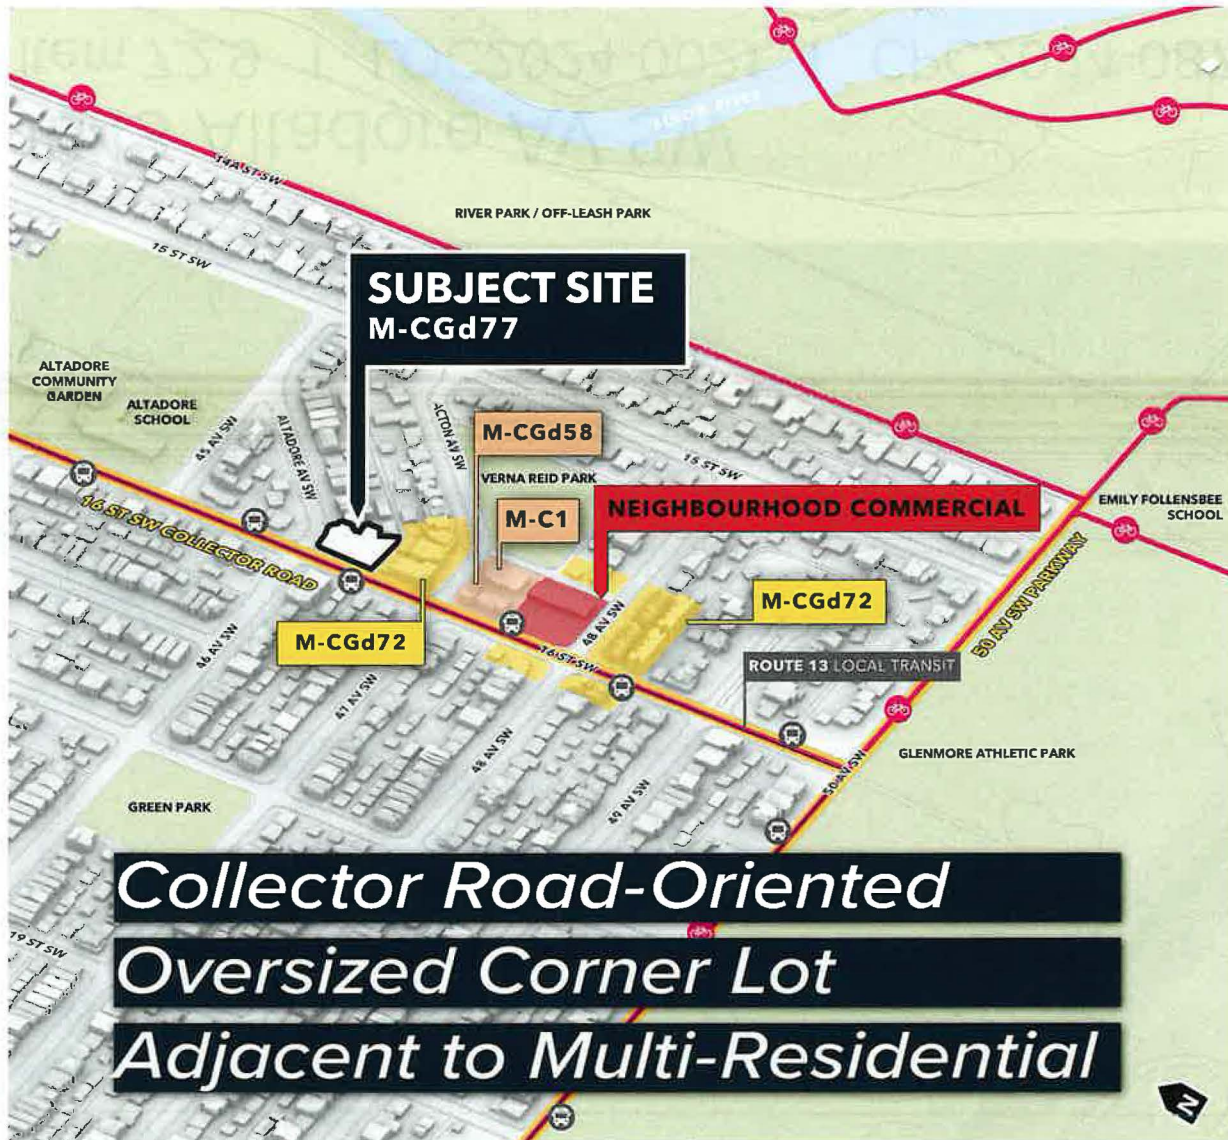 ELBOW RIVER
14A ST SW
RIVER PARK / OFF-LEASH PARK
15 ST SW
SUBJECT SITE
M-CGd77
ALTADORE
COMMUNITY
GARDEN
ALTADORE
SCHOOL
45 AV SW
ALTADORE AV SW
ACTON AV SW
M-CGd58
VERNA REID PARK
15 ST SW
M-C1
NEIGHBOURHOOD COMMERCIAL
EMILY FOLLENSBEE
SCHOOL
16 ST SW COLLECTOR ROAD
M-CGd72
M-CGd72
48 AV SW
16 ST SW
46 AV SW
47 AV SW
48 AV SW
49 AV SW
ROUTE 13 LOCAL TRANSIT
50 AV SW PARKWAY
50 AV SW
GLENMORE ATHLETIC PARK
GREEN PARK
19 ST SW
Collector Road-Oriented
Oversized Corner Lot
Adjacent to Multi-Residential
N